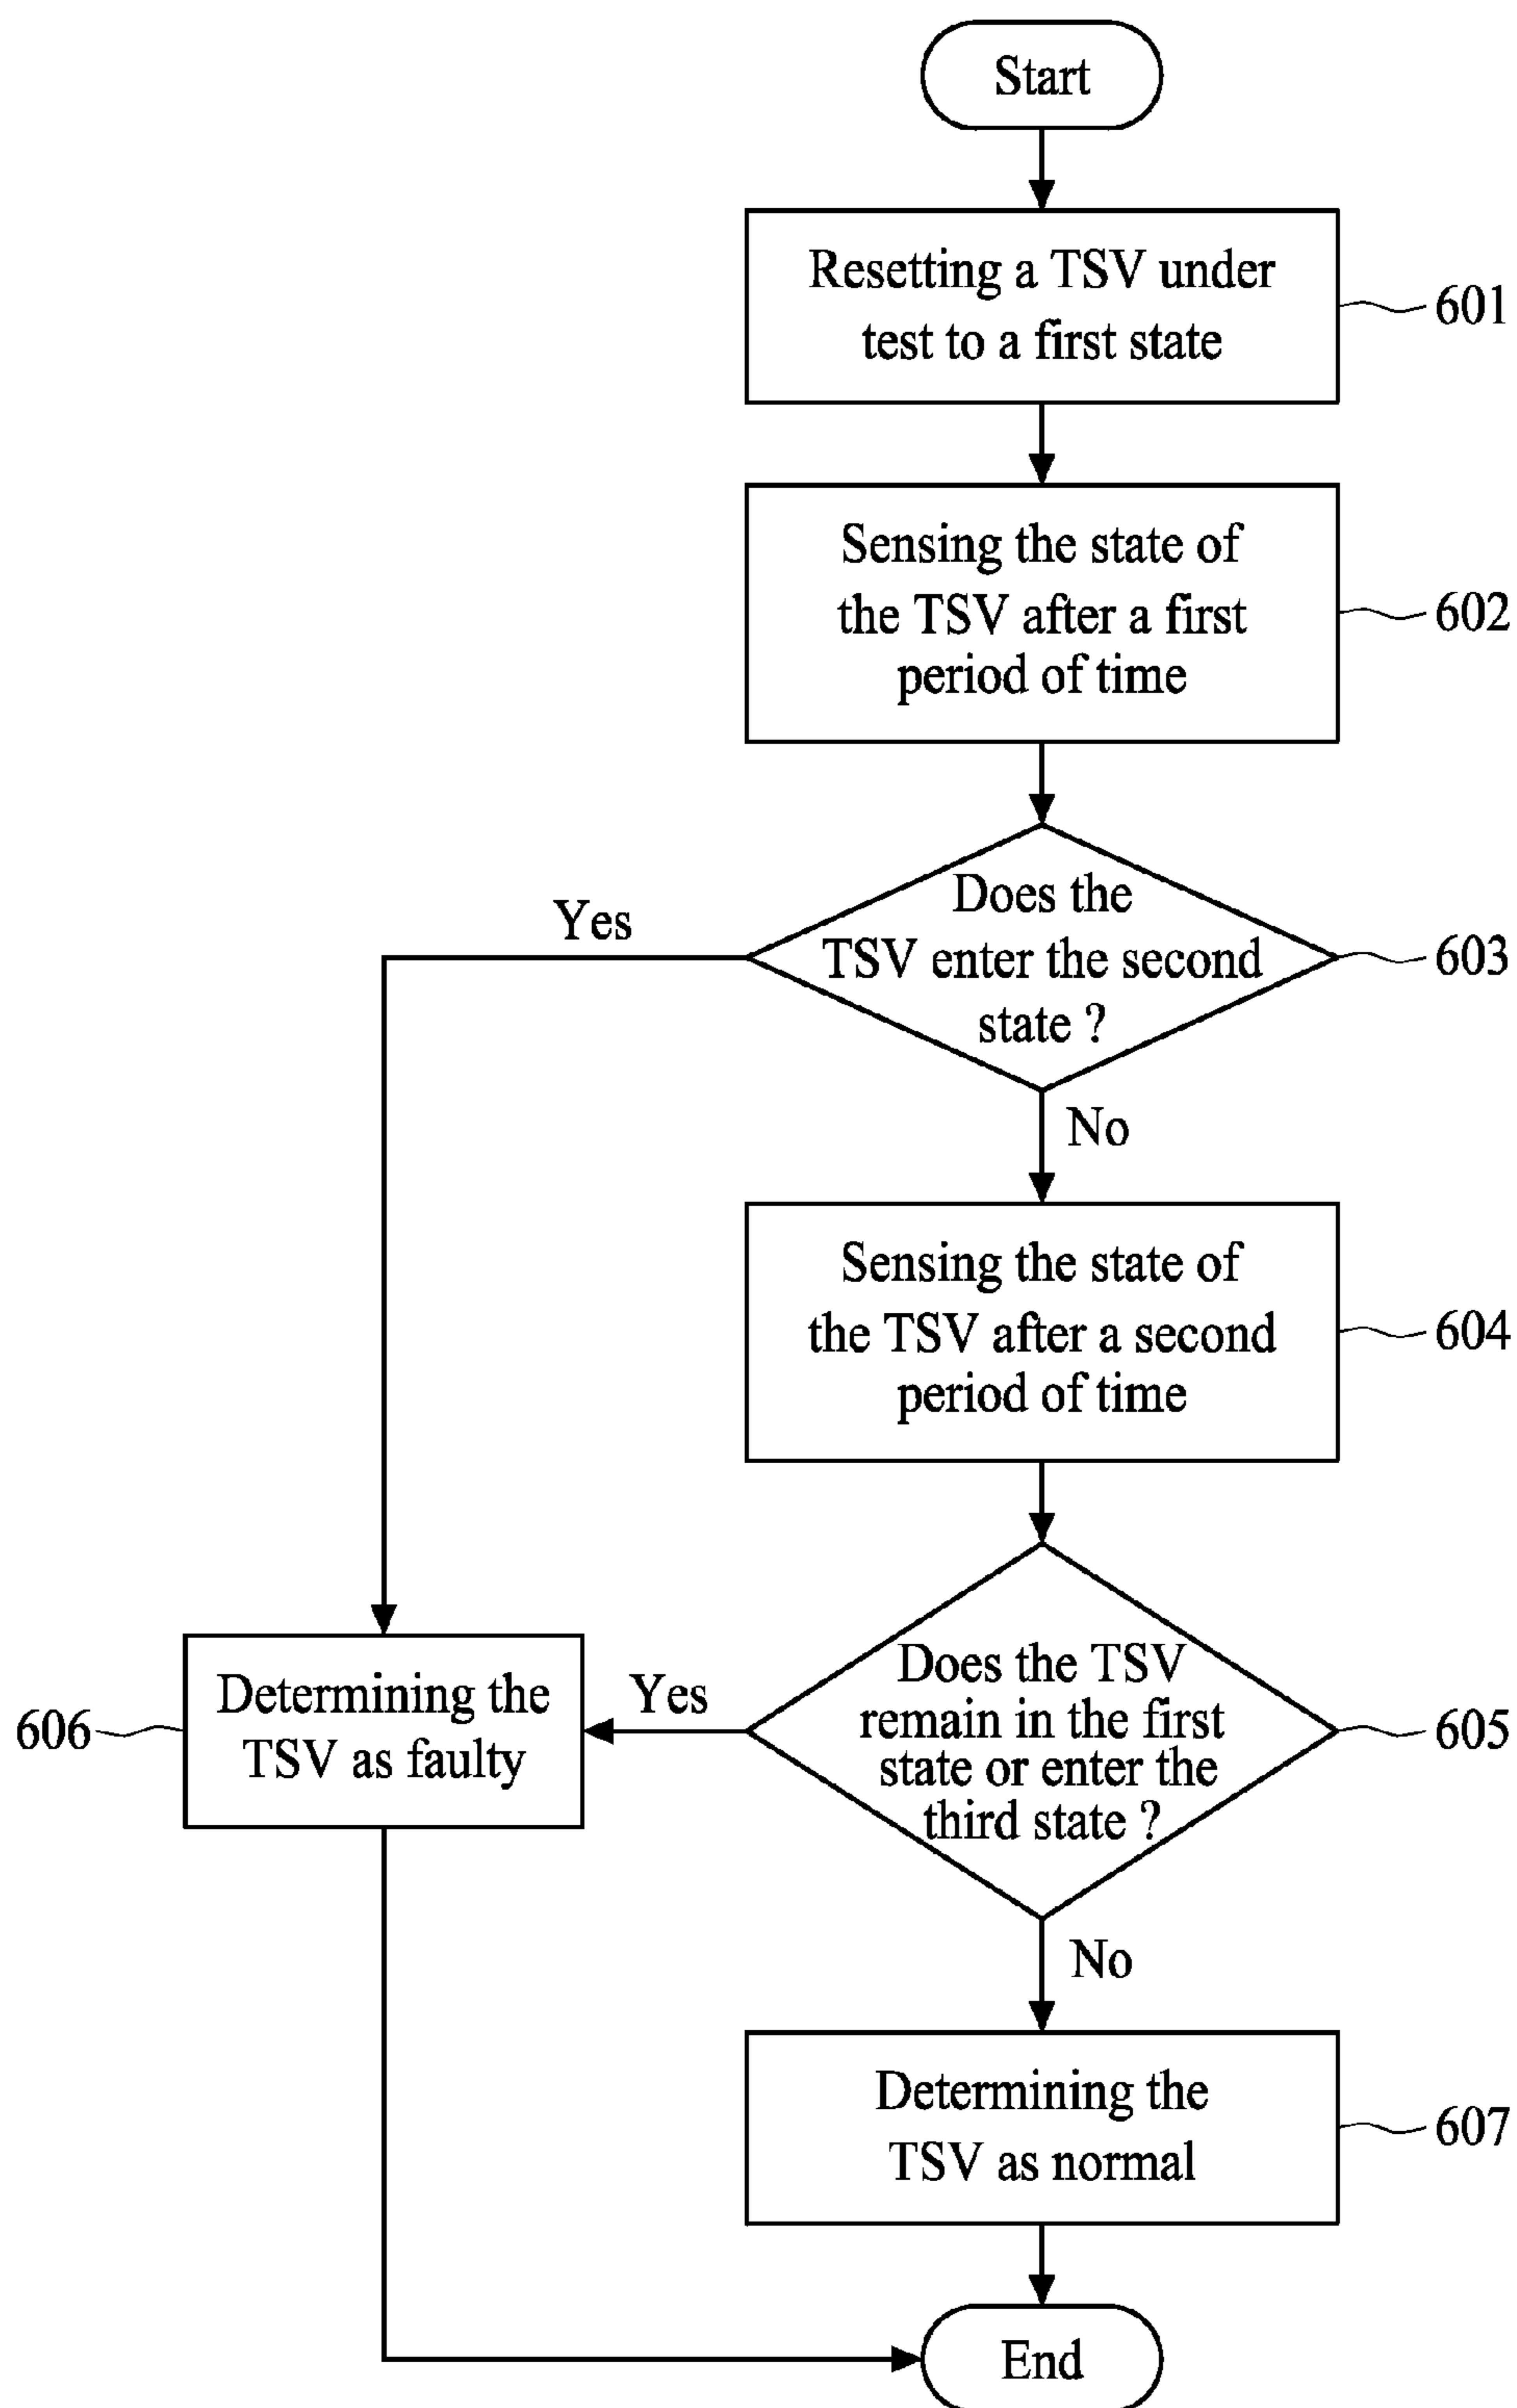 Start
Resetting a TSV under
test to a first state
601
Sensing the state of
the TSV after a first
period of time
602
Does the
TSV enter the second
state ?
603
Yes
No
Sensing the state of
the TSV after a second
period of time
604
Does the TSV
remain in the first
state or enter the
third state ?
605
Yes
Determining the
TSV as faulty
606
No
Determining the
TSV as normal
607
End